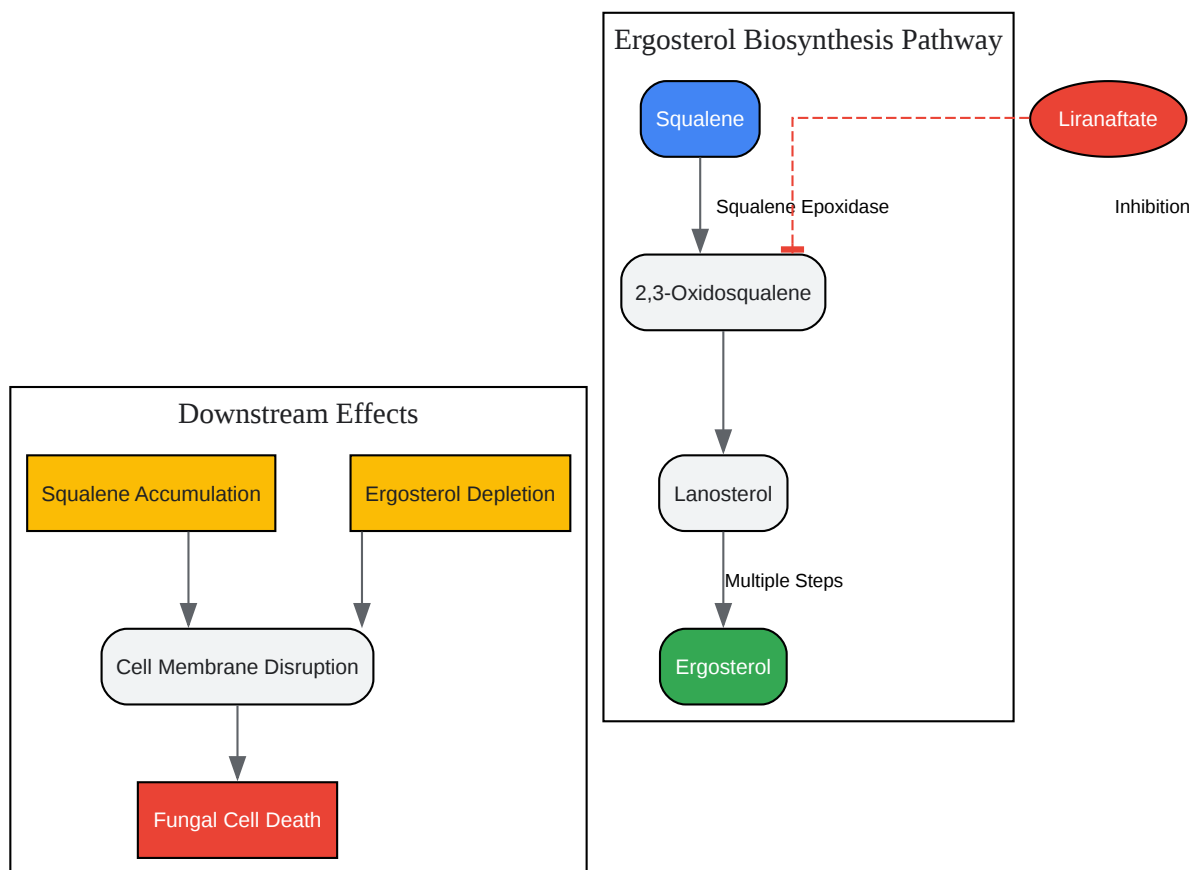 Ergosterol Biosynthesis Pathway
Squalene
Liranaftate
Squalene Epoxidase
Inhibition
2,3-Oxidosqualene
Lanosterol
Multiple Steps
Ergosterol
Downstream Effects
Squalene Accumulation
Ergosterol Depletion
Cell Membrane Disruption
Fungal Cell Death